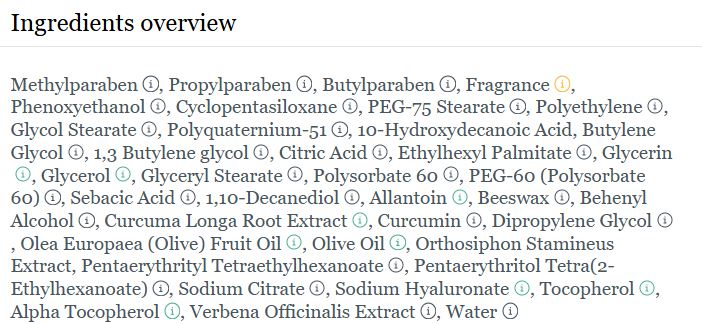 Ingredients overview
Methylparaben ⓘ, Propylparaben ⓘ, Butylparaben ⓘ, Fragrance ⓘ,
Phenoxyethanol ⓘ, Cyclopentasiloxane ⓘ, PEG-75 Stearate ⓘ, Polyethylene ⓘ,
Glycol Stearate ⓘ, Polyquaternium-51 ⓘ, 10-Hydroxydecanoic Acid, Butylene
Glycol ⓘ, 1,3 Butylene glycol ⓘ, Citric Acid ⓘ, Ethylhexyl Palmitate ⓘ, Glycerin
ⓘ, Glycerol ⓘ, Glyceryl Stearate ⓘ, Polysorbate 60 ⓘ, PEG-60 (Polysorbate
60) ⓘ, Sebacic Acid ⓘ, 1,10-Decanediol ⓘ, Allantoin ⓘ, Beeswax ⓘ, Behenyl
Alcohol ⓘ, Curcuma Longa Root Extract ⓘ, Curcumin ⓘ, Dipropylene Glycol ⓘ
, Olea Europaea (Olive) Fruit Oil ⓘ, Olive Oil ⓘ, Orthosiphon Stamineus
Extract, Pentaerythrityl Tetraethylhexanoate ⓘ, Pentaerythritol Tetra(2-
Ethylhexanoate) ⓘ, Sodium Citrate ⓘ, Sodium Hyaluronate ⓘ, Tocopherol ⓘ,
Alpha Tocopherol ⓘ, Verbena Officinalis Extract ⓘ, Water ⓘ